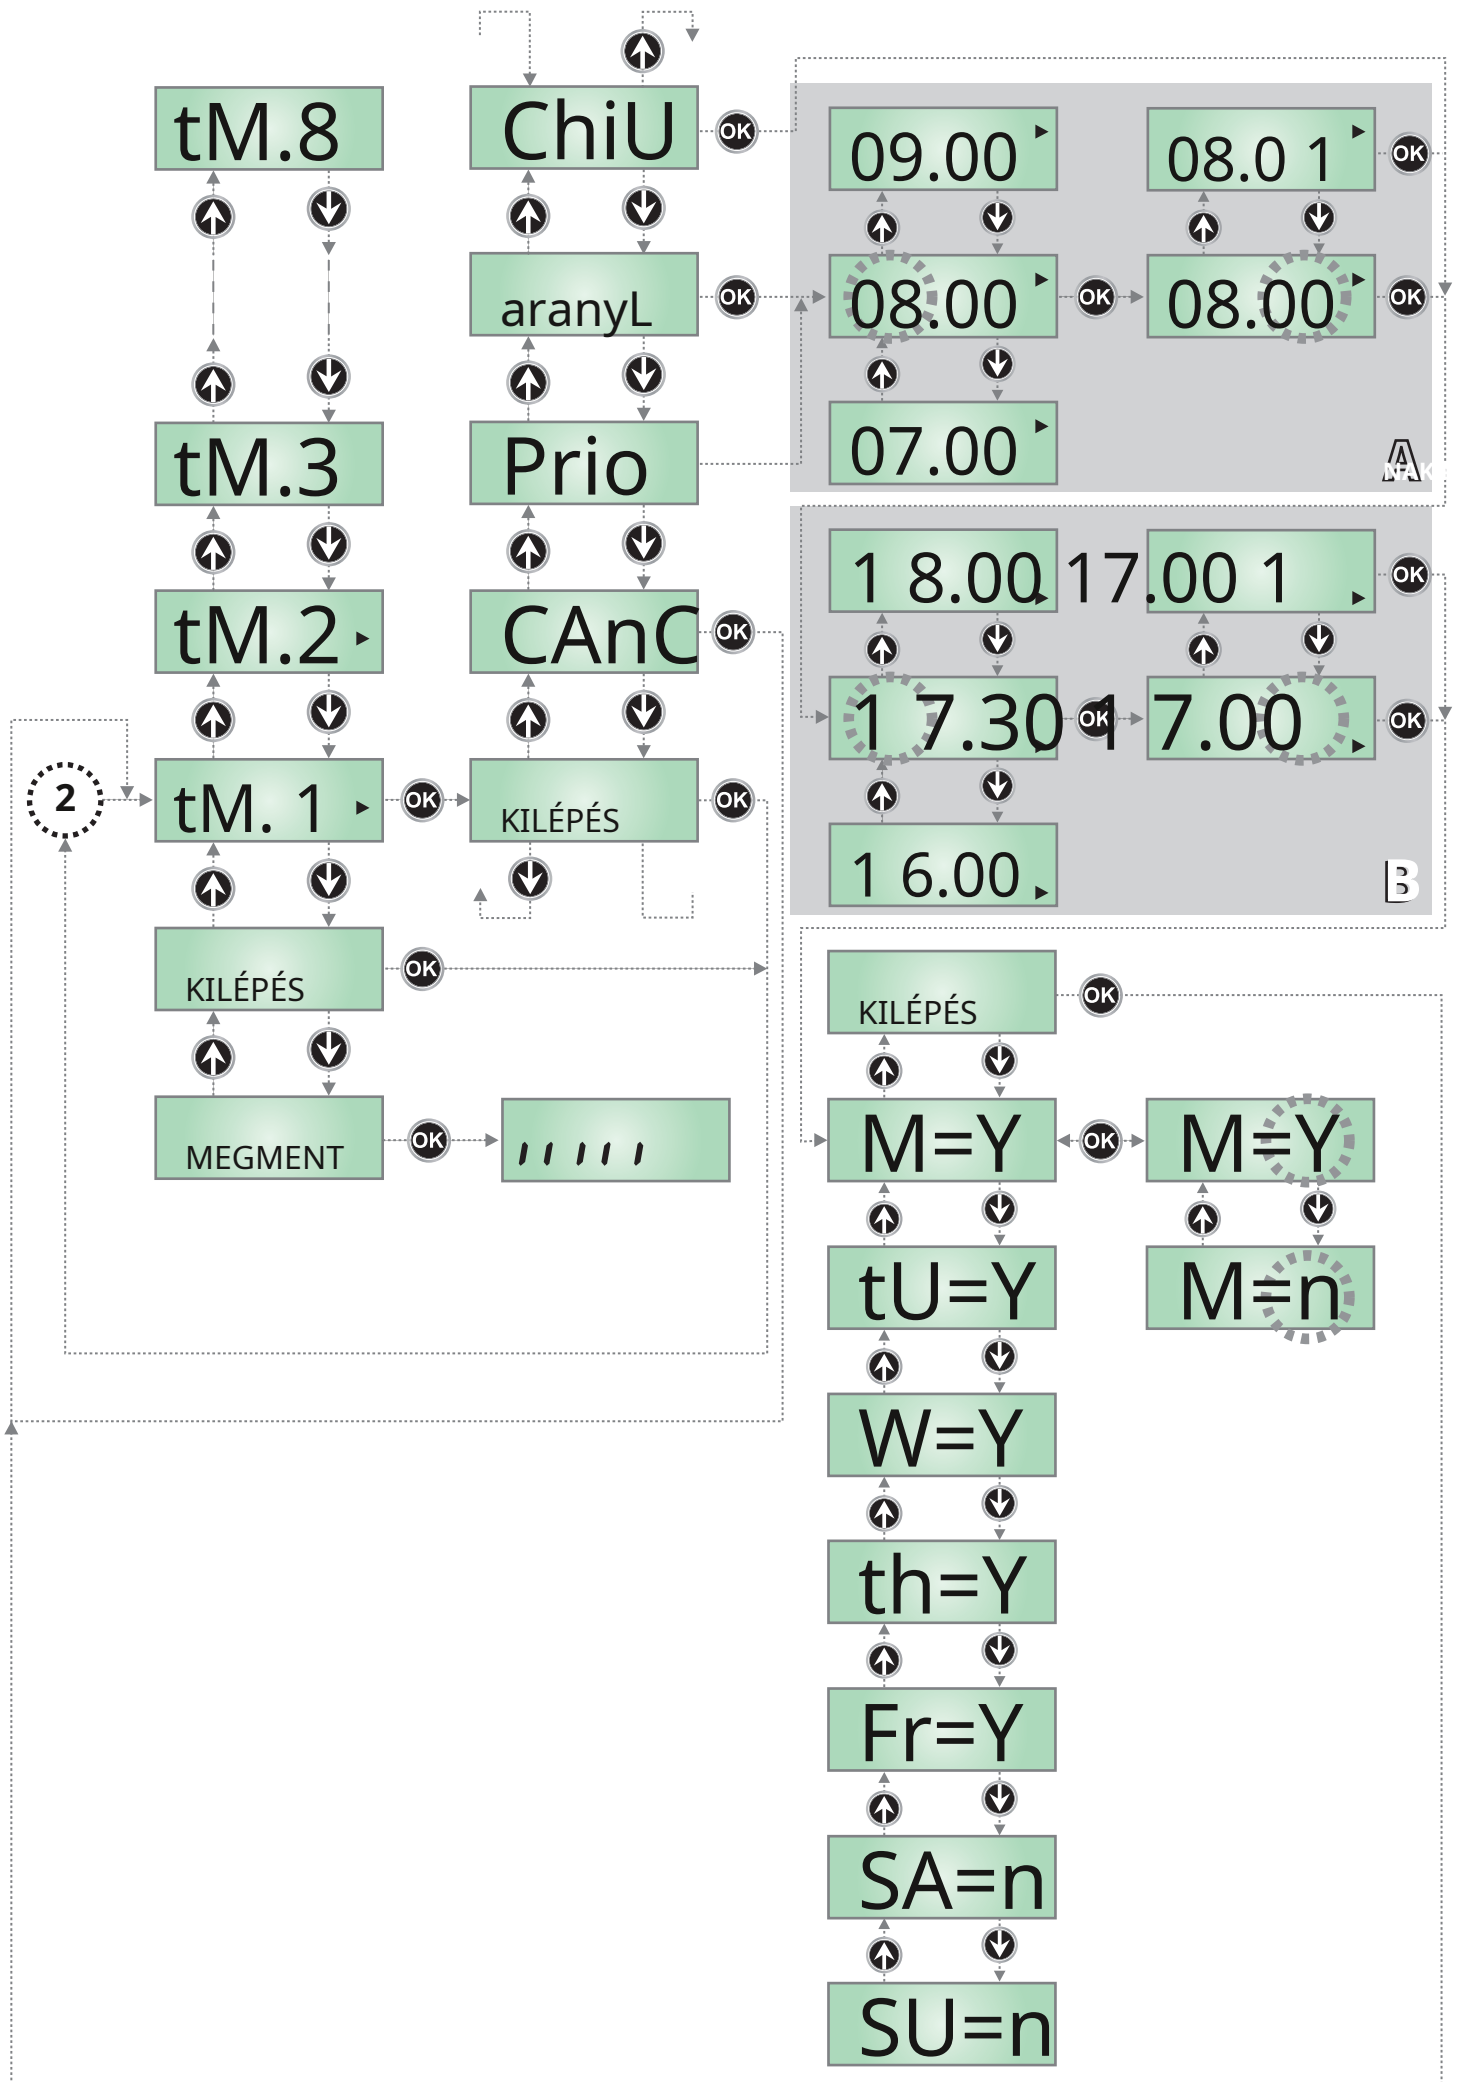 tM.8
tM.3
tM.2
2
tM. 1
KILÉPÉS
MEGMENT
ChiU
OK
aranyL
OK
Prio
CAnC
OK
OK
KILÉPÉS
OK
OK
OK
09.00
08.0 1
OK
08.00
OK
08.00
OK
07.00
A
NAK
1 8.00
17.00 1
OK
1 7.30
OK
1 7.00
OK
1 6.00
B
KILÉPÉS
OK
M=Y
OK
M=Y
tU=Y
M=n
W=Y
th=Y
Fr=Y
SA=n
SU=n